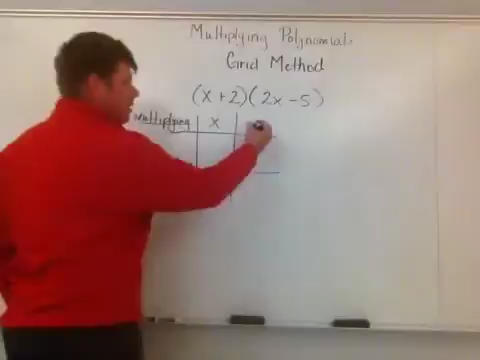 Multiplying Polynomials
Grid Method
(x + 2)(2x - 5)
Multiplying x